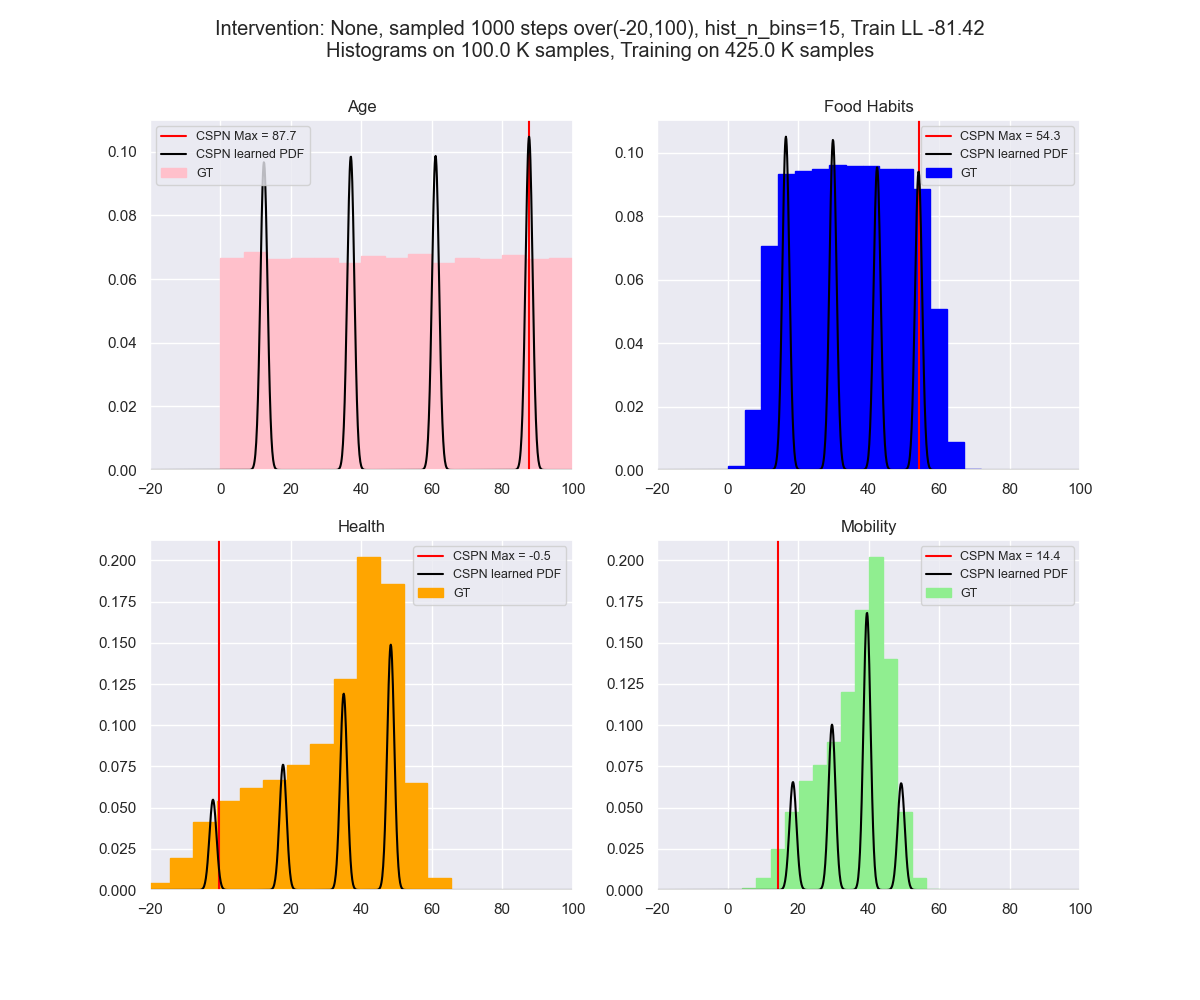 Intervention: None, sampled 1000 steps over(-20,100), hist_n_bins=15, Train LL -81.42
Histograms on 100.0 K samples, Training on 425.0 K samples
Age
CSPN Max = 87.7
CSPN learned PDF
GT
0.10
0.08
0.06
0.04
0.02
0.00
−20 0 20 40 60 80 100
Food Habits
CSPN Max = 54.3
CSPN learned PDF
GT
0.10
0.08
0.06
0.04
0.02
0.00
−20 0 20 40 60 80 100
Health
CSPN Max = -0.5
CSPN learned PDF
GT
0.200
0.175
0.150
0.125
0.100
0.075
0.050
0.025
0.000
−20 0 20 40 60 80 100
Mobility
CSPN Max = 14.4
CSPN learned PDF
GT
0.200
0.175
0.150
0.125
0.100
0.075
0.050
0.025
0.000
−20 0 20 40 60 80 100